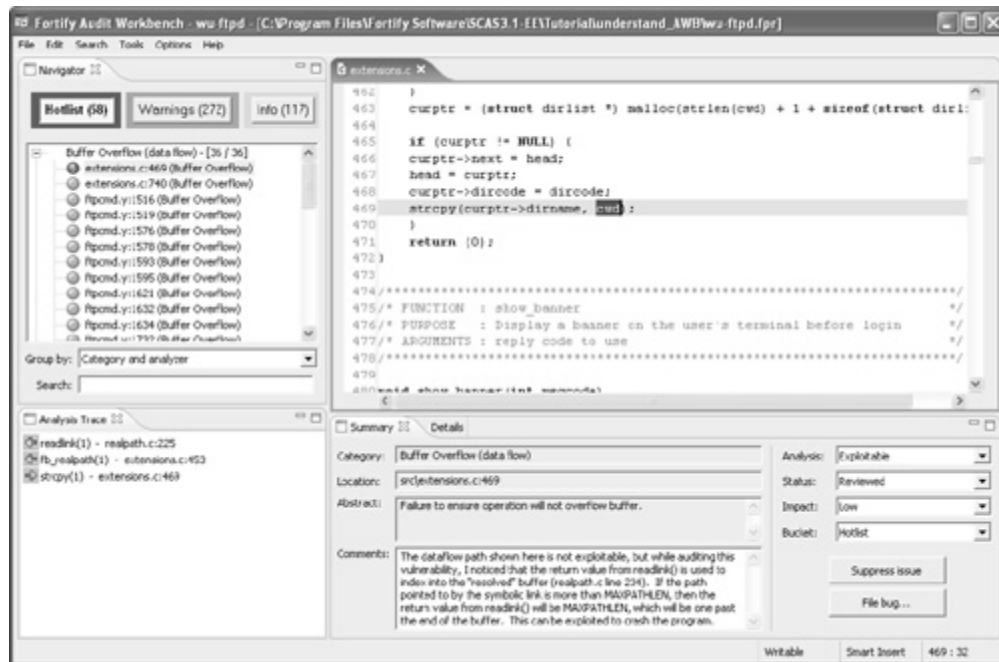 Fortify Audit Workbench - wu-ftpd - [C:\Program Files\Fortify Software\SCAS3.1-EE\Tutorial\understand_AWB\wu-ftpd.fpr]
File Edit Search Tools Options Help
Navigator
Hotlist (58) Warnings (272) Info (117)
Buffer Overflow (data flow) - [36 / 36]
extensions.c:469 (Buffer Overflow)
extensions.c:740 (Buffer Overflow)
ftpcmd.y:1516 (Buffer Overflow)
ftpcmd.y:1519 (Buffer Overflow)
ftpcmd.y:1576 (Buffer Overflow)
ftpcmd.y:1578 (Buffer Overflow)
ftpcmd.y:1593 (Buffer Overflow)
ftpcmd.y:1595 (Buffer Overflow)
ftpcmd.y:1621 (Buffer Overflow)
ftpcmd.y:1632 (Buffer Overflow)
ftpcmd.y:1634 (Buffer Overflow)
ftpcmd.y:1732 (Buffer Overflow)
Group by: Category and analyzer
Search:
extensions.c
462 }
463 curptr = (struct dirlist *) malloc(strlen(cwd) + 1 + sizeof(struct dirl
464
465 if (curptr != NULL) {
466 curptr->next = head;
467 head = curptr;
468 curptr->dircode = dircode;
469 strcpy(curptr->dirname, cwd);
470 }
471 return (0);
472 }
473
474 /*************************************************************************/
475 /* FUNCTION : show_banner */
476 /* PURPOSE : Display a banner on the user's terminal before login */
477 /* ARGUMENTS : reply code to use */
478 /*************************************************************************/
479
480 void show_banner(int msgcode)
Analysis Trace
readlink(1) - realpath.c:225
fb_realpath(1) - extensions.c:453
strcpy(1) - extensions.c:469
Summary Details
Category: Buffer Overflow (data flow)
Location: src\extensions.c:469
Abstract: Failure to ensure operation will not overflow buffer.
Comments: The dataflow path shown here is not exploitable, but while auditing this
vulnerability, I noticed that the return value from readlink() is used to
index into the "resolved" buffer (realpath.c line 234). If the path
pointed to by the symbolic link is more than MAXPATHLEN, then the
return value from readlink() will be MAXPATHLEN, which will be one past
the end of the buffer. This can be exploited to crash the program.
Analysis: Exploitable
Status: Reviewed
Impact: Low
Bucket: Hotlist
Suppress issue
File bug...
Writable Smart Insert 469 : 32